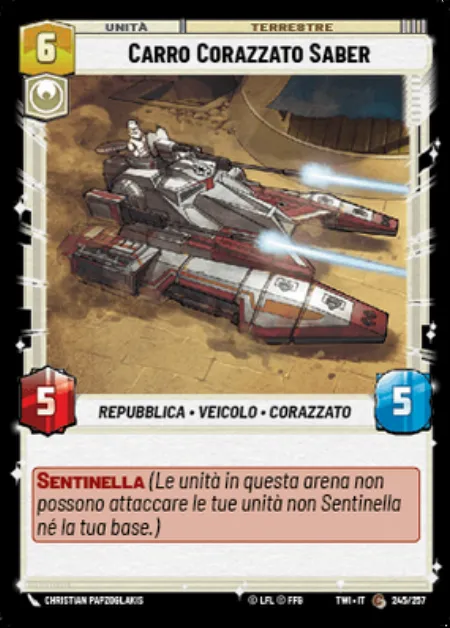 6
UNITÀ
TERRESTRE
CARRO CORAZZATO SABER
5
REPUBBLICA • VEICOLO • CORAZZATO
5
SENTINELLA (Le unità in questa arena non
possono attaccare le tue unità non Sentinella
né la tua base.)
CHRISTIAN PAPZOGLAKIS
© LFL ℗ FFG
TWI • IT
C
245/257